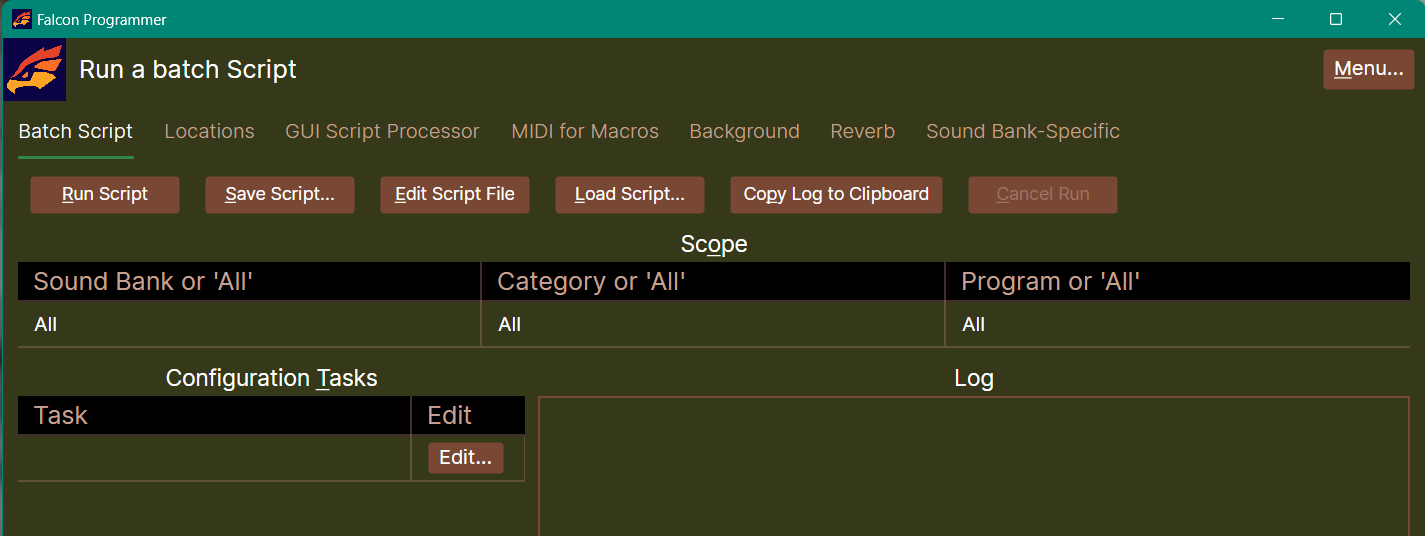 Falcon Programmer
Run a batch Script
Menu...
Batch Script Locations GUI Script Processor MIDI for Macros Background Reverb Sound Bank-Specific
Run Script Save Script... Edit Script File Load Script... Copy Log to Clipboard Cancel Run
Scope
Sound Bank or 'All' Category or 'All' Program or 'All'
All All All
Configuration Tasks Log
Task Edit
Edit...